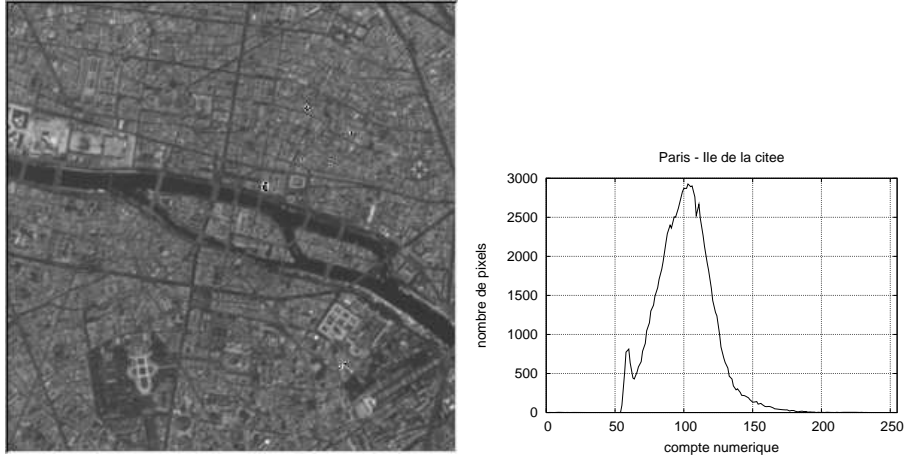 Paris - Ile de la citee
3000
2500
2000
1500
1000
500
0
0 50 100 150 200 250
nombre de pixels
compte numerique